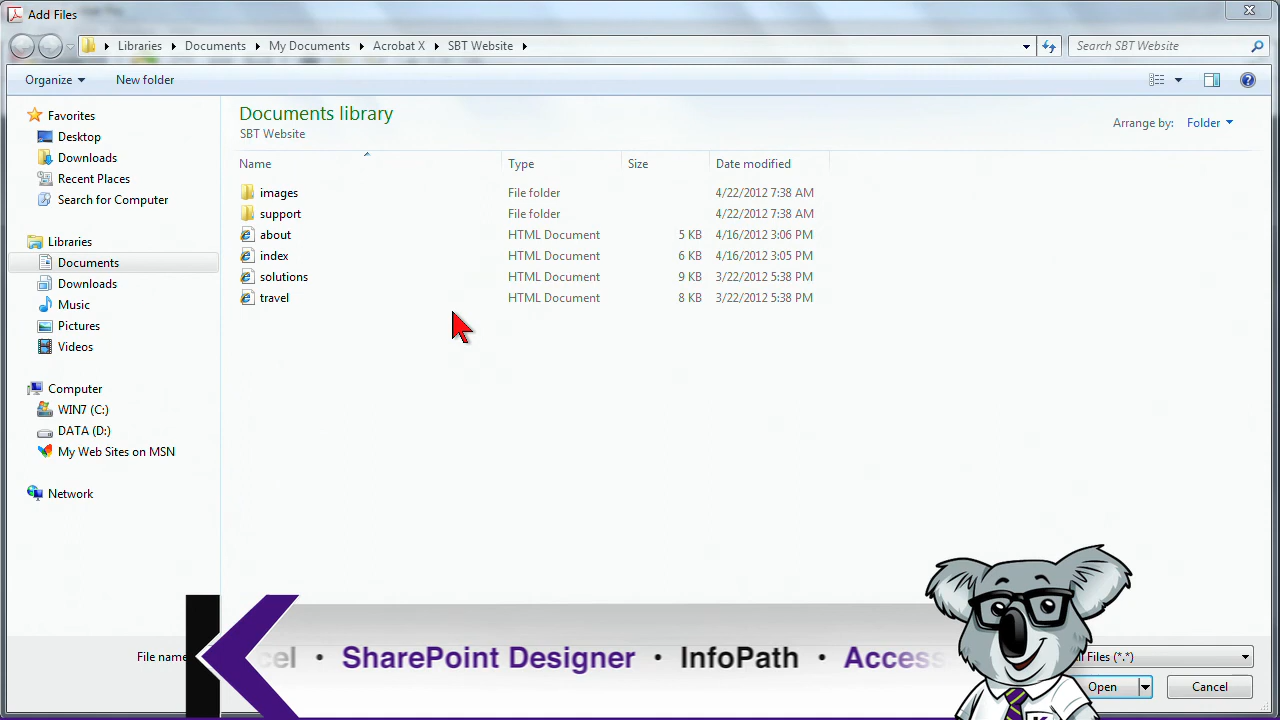 Add Files
Libraries Documents My Documents Acrobat X SBT Website
Search SBT Website
Organize New folder
Favorites
Desktop
Downloads
Recent Places
Search for Computer
Libraries
Documents
Downloads
Music
Pictures
Videos
Computer
WIN7 (C:)
DATA (D:)
My Web Sites on MSN
Network
Documents library
SBT Website
Arrange by: Folder
Name Type Size Date modified
images File folder 4/22/2012 7:38 AM
support File folder 4/22/2012 7:38 AM
about HTML Document 5 KB 4/16/2012 3:06 PM
index HTML Document 6 KB 4/16/2012 3:05 PM
solutions HTML Document 9 KB 3/22/2012 5:38 PM
travel HTML Document 8 KB 3/22/2012 5:38 PM
File name
SharePoint Designer • InfoPath • Access
Files (*.*)
Open Cancel